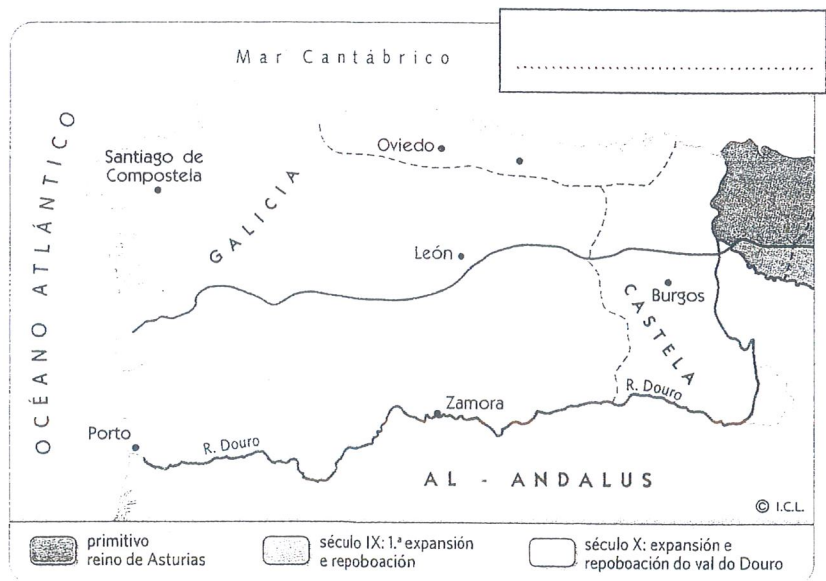 Mar Cantábrico
OCÉANO ATLÁNTICO
Santiago de
Compostela
Oviedo
GALICIA
León
Burgos
CASTELA
R. Douro
Zamora
Porto
R. Douro
AL - ANDALUS
© I.C.L.
primitivo
reino de Asturias
século IX: 1.ª expansión
e repoboación
século X: expansión e
repoboación do val do Douro